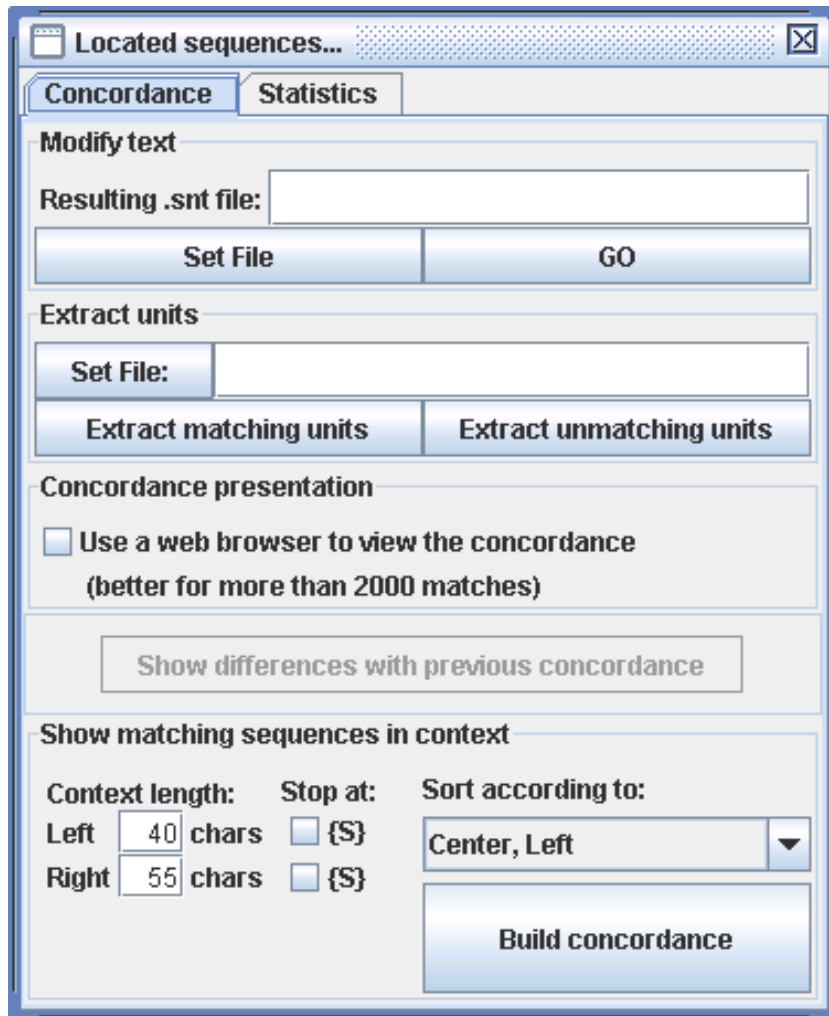 Located sequences...
Concordance Statistics
Modify text
Resulting .snt file:
Set File GO
Extract units
Set File:
Extract matching units Extract unmatching units
Concordance presentation
Use a web browser to view the concordance
(better for more than 2000 matches)
Show differences with previous concordance
Show matching sequences in context
Context length: Stop at: Sort according to:
Left 40 chars {S} Center, Left
Right 55 chars {S}
Build concordance